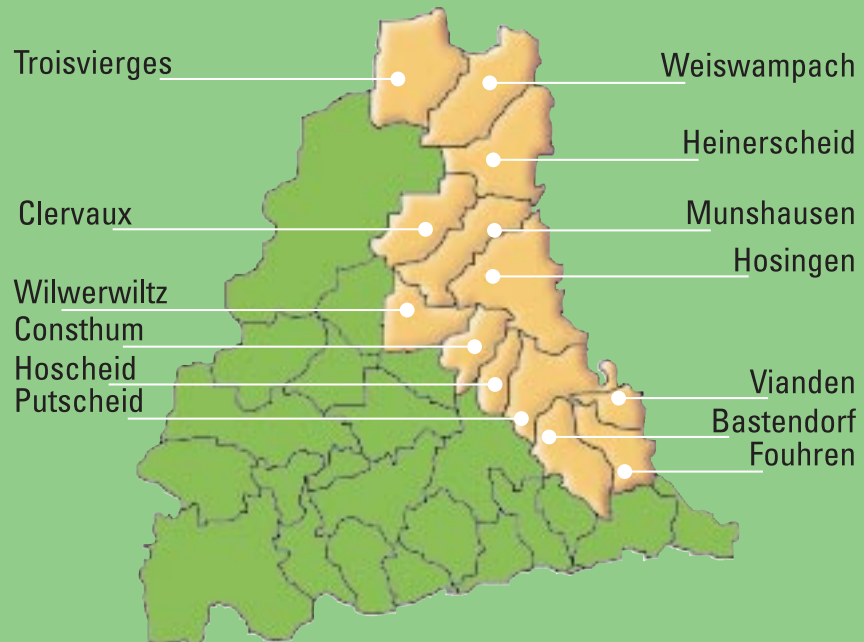 Troisvierges
Weiswampach
Heinerscheid
Clervaux
Munshausen
Hosingen
Wilwerwiltz
Consthum
Hoscheid
Putscheid
Vianden
Bastendorf
Fouhren